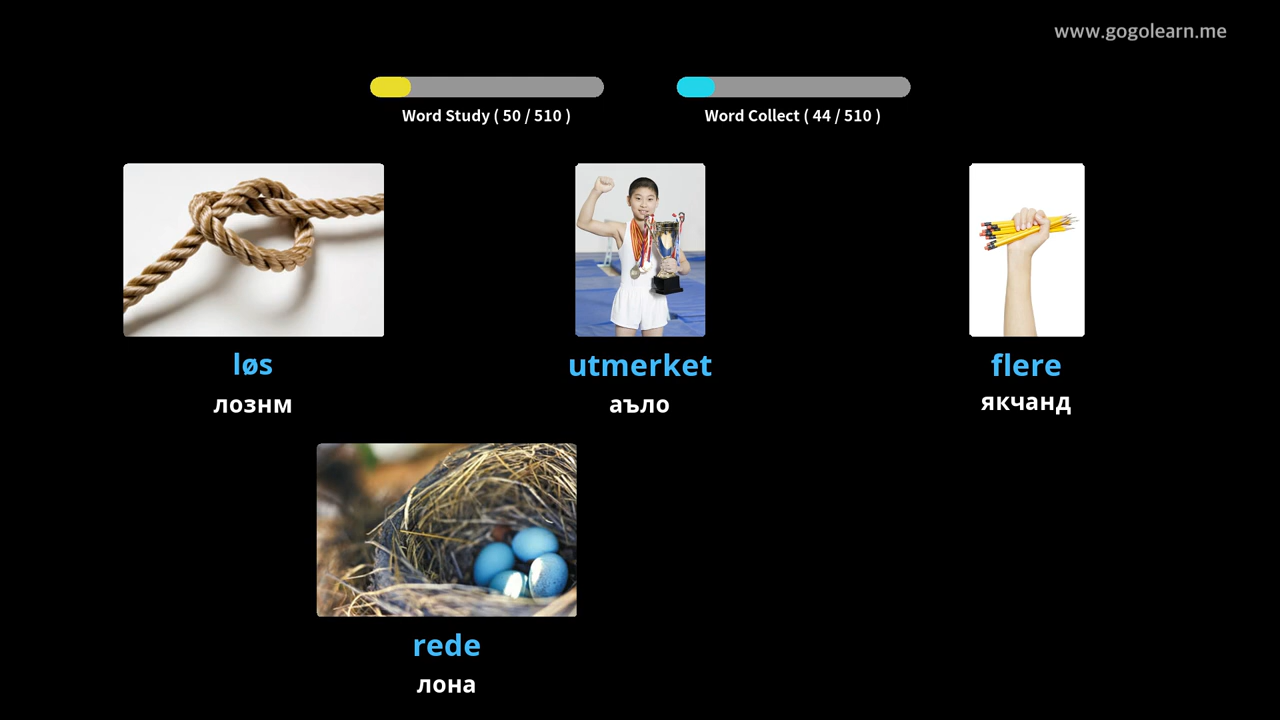 www.gogolearn.me
Word Study ( 50 / 510 )
Word Collect ( 44 / 510 )
løs
utmerket
flere
лознм
аъло
якчанд
rede
лона